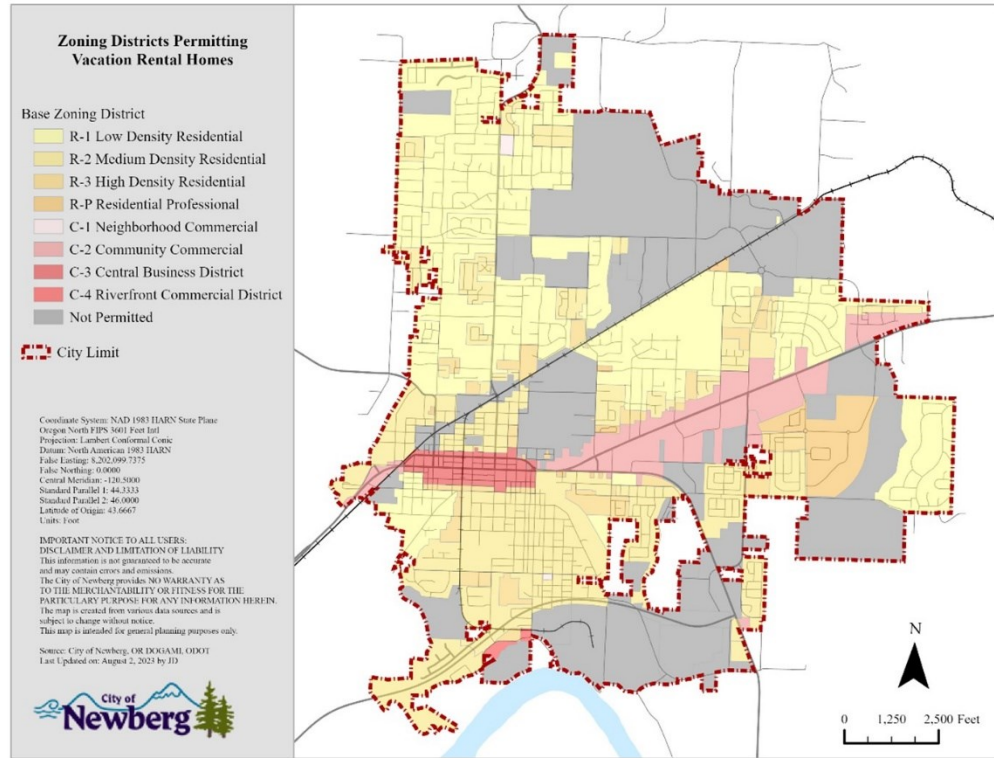 Zoning Districts Permitting
Vacation Rental Homes
Base Zoning District
R-1 Low Density Residential
R-2 Medium Density Residential
R-3 High Density Residential
R-P Residential Professional
C-1 Neighborhood Commercial
C-2 Community Commercial
C-3 Central Business District
C-4 Riverfront Commercial District
Not Permitted
City Limit
Coordinate System: NAD 1983 HARN State Plane
Oregon North FIPS 3601 Feet Intl
Projection: Lambert Conformal Conic
Datum: North American 1983 HARN
False Easting: 8,202,099.7375
False Northing: 0.0000
Central Meridian: -120.5000
Standard Parallel 1: 44.3333
Standard Parallel 2: 46.0000
Latitude of Origin: 43.6667
Units: Foot
IMPORTANT NOTICE TO ALL USERS:
DISCLAIMER AND LIMITATION OF LIABILITY
This information is not guaranteed to be accurate
and may contain errors and omissions.
The City of Newberg provides NO WARRANTY AS
TO THE MERCHANTABILITY OR FITNESS FOR THE
PARTICULARY PURPOSE FOR ANY INFORMATION HEREIN.
The map is created from various data sources and is
subject to change without notice.
This map is intended for general planning purposes only.
Source: City of Newberg, OR DOGAMI, ODOT
Last Updated on: August 2, 2023 by JD
City of
Newberg
N
0 1,250 2,500 Feet